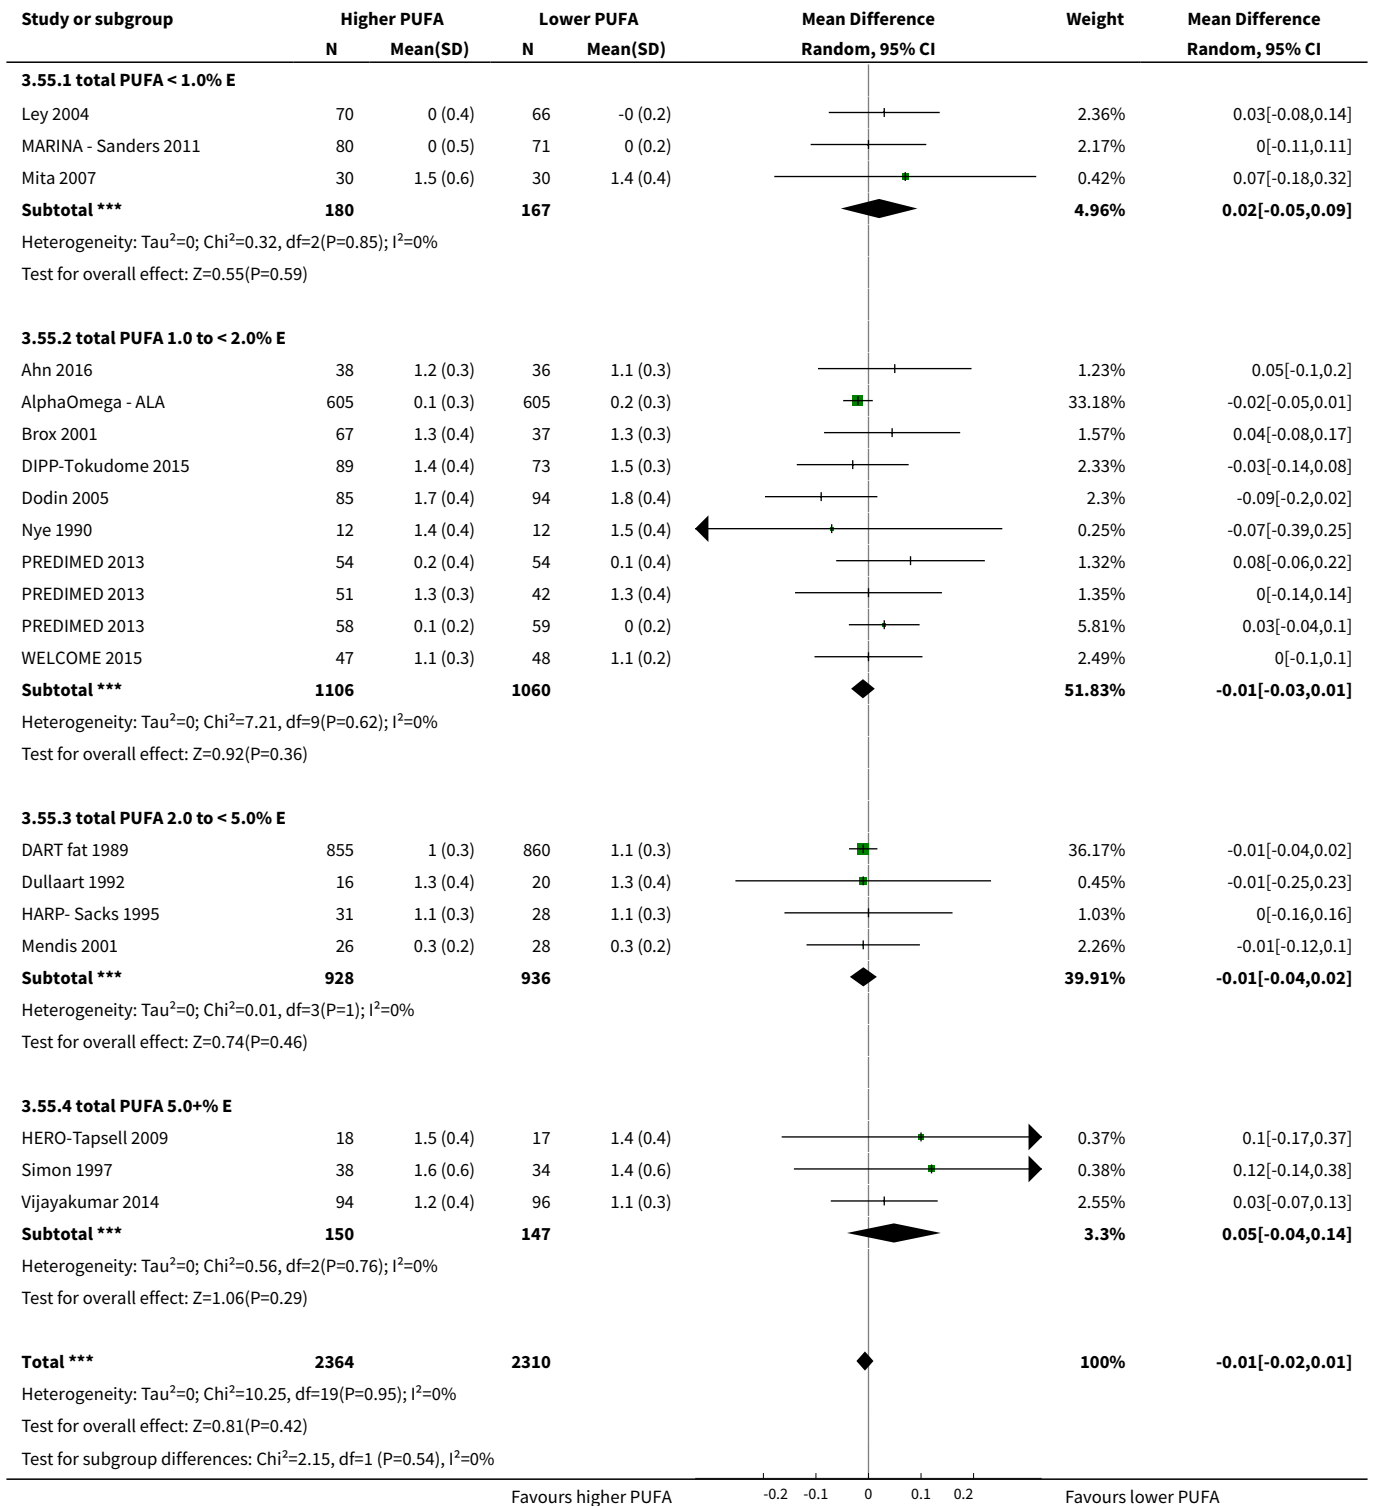 Study or subgroup Higher PUFA Lower PUFA Mean Difference Weight Mean Difference
N Mean(SD) N Mean(SD) Random, 95% CI Random, 95% CI
3.55.1 total PUFA < 1.0% E
Ley 2004 70 0 (0.4) 66 -0 (0.2) 2.36% 0.03[-0.08,0.14]
MARINA - Sanders 2011 80 0 (0.5) 71 0 (0.2) 2.17% 0[-0.11,0.11]
Mita 2007 30 1.5 (0.6) 30 1.4 (0.4) 0.42% 0.07[-0.18,0.32]
Subtotal *** 180 167 4.96% 0.02[-0.05,0.09]
Heterogeneity: Tau²=0; Chi²=0.32, df=2(P=0.85); I²=0%
Test for overall effect: Z=0.55(P=0.59)
3.55.2 total PUFA 1.0 to < 2.0% E
Ahn 2016 38 1.2 (0.3) 36 1.1 (0.3) 1.23% 0.05[-0.1,0.2]
AlphaOmega - ALA 605 0.1 (0.3) 605 0.2 (0.3) 33.18% -0.02[-0.05,0.01]
Brox 2001 67 1.3 (0.4) 37 1.3 (0.3) 1.57% 0.04[-0.08,0.17]
DIPP-Tokudome 2015 89 1.4 (0.4) 73 1.5 (0.3) 2.33% -0.03[-0.14,0.08]
Dodin 2005 85 1.7 (0.4) 94 1.8 (0.4) 2.3% -0.09[-0.2,0.02]
Nye 1990 12 1.4 (0.4) 12 1.5 (0.4) 0.25% -0.07[-0.39,0.25]
PREDIMED 2013 54 0.2 (0.4) 54 0.1 (0.4) 1.32% 0.08[-0.06,0.22]
PREDIMED 2013 51 1.3 (0.3) 42 1.3 (0.4) 1.35% 0[-0.14,0.14]
PREDIMED 2013 58 0.1 (0.2) 59 0 (0.2) 5.81% 0.03[-0.04,0.1]
WELCOME 2015 47 1.1 (0.3) 48 1.1 (0.2) 2.49% 0[-0.1,0.1]
Subtotal *** 1106 1060 51.83% -0.01[-0.03,0.01]
Heterogeneity: Tau²=0; Chi²=7.21, df=9(P=0.62); I²=0%
Test for overall effect: Z=0.92(P=0.36)
3.55.3 total PUFA 2.0 to < 5.0% E
DART fat 1989 855 1 (0.3) 860 1.1 (0.3) 36.17% -0.01[-0.04,0.02]
Dullaart 1992 16 1.3 (0.4) 20 1.3 (0.4) 0.45% -0.01[-0.25,0.23]
HARP- Sacks 1995 31 1.1 (0.3) 28 1.1 (0.3) 1.03% 0[-0.16,0.16]
Mendis 2001 26 0.3 (0.2) 28 0.3 (0.2) 2.26% -0.01[-0.12,0.1]
Subtotal *** 928 936 39.91% -0.01[-0.04,0.02]
Heterogeneity: Tau²=0; Chi²=0.01, df=3(P=1); I²=0%
Test for overall effect: Z=0.74(P=0.46)
3.55.4 total PUFA 5.0+% E
HERO-Tapsell 2009 18 1.5 (0.4) 17 1.4 (0.4) 0.37% 0.1[-0.17,0.37]
Simon 1997 38 1.6 (0.6) 34 1.4 (0.6) 0.38% 0.12[-0.14,0.38]
Vijayakumar 2014 94 1.2 (0.4) 96 1.1 (0.3) 2.55% 0.03[-0.07,0.13]
Subtotal *** 150 147 3.3% 0.05[-0.04,0.14]
Heterogeneity: Tau²=0; Chi²=0.56, df=2(P=0.76); I²=0%
Test for overall effect: Z=1.06(P=0.29)
Total *** 2364 2310 100% -0.01[-0.02,0.01]
Heterogeneity: Tau²=0; Chi²=10.25, df=19(P=0.95); I²=0%
Test for overall effect: Z=0.81(P=0.42)
Test for subgroup differences: Chi²=2.15, df=1 (P=0.54), I²=0%
Favours higher PUFA -0.2 -0.1 0 0.1 0.2 Favours lower PUFA